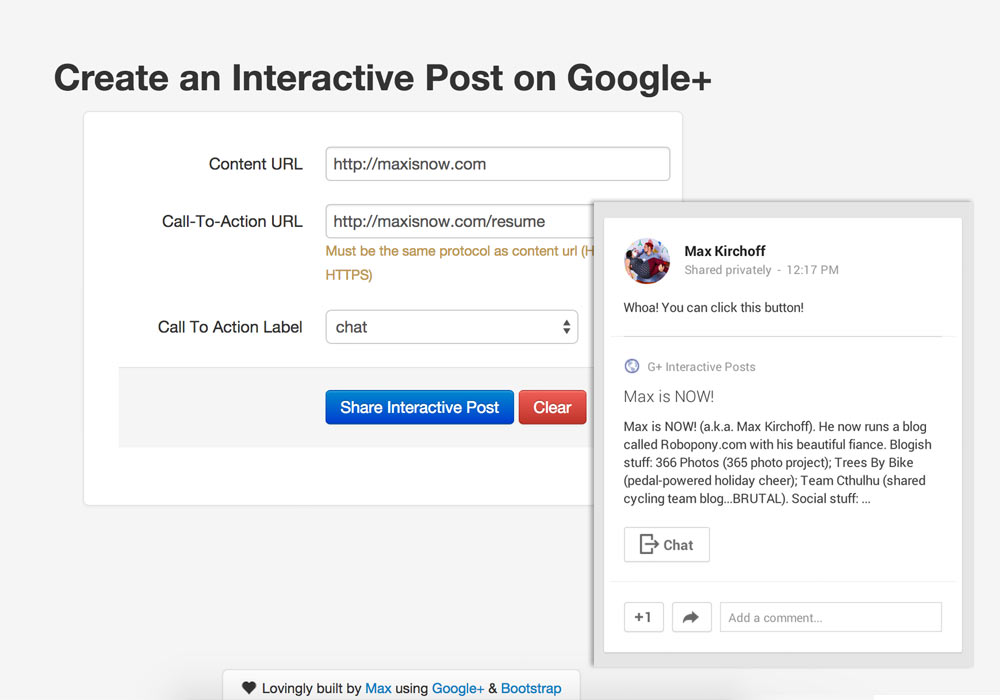 Create an Interactive Post on Google+
Content URL
http://maxisnow.com
Call-To-Action URL
http://maxisnow.com/resume
Must be the same protocol as content url (H
HTTPS)
Call To Action Label
chat
Share Interactive Post
Clear
Max Kirchoff
Shared privately - 12:17 PM
Whoa! You can click this button!
G+ Interactive Posts
Max is NOW!
Max is NOW! (a.k.a. Max Kirchoff). He now runs a blog
called Robopony.com with his beautiful fiance. Blogish
stuff: 366 Photos (365 photo project); Trees By Bike
(pedal-powered holiday cheer); Team Cthulhu (shared
cycling team blog...BRUTAL). Social stuff: ...
Chat
+1
Add a comment...
Lovingly built by Max using Google+ & Bootstrap